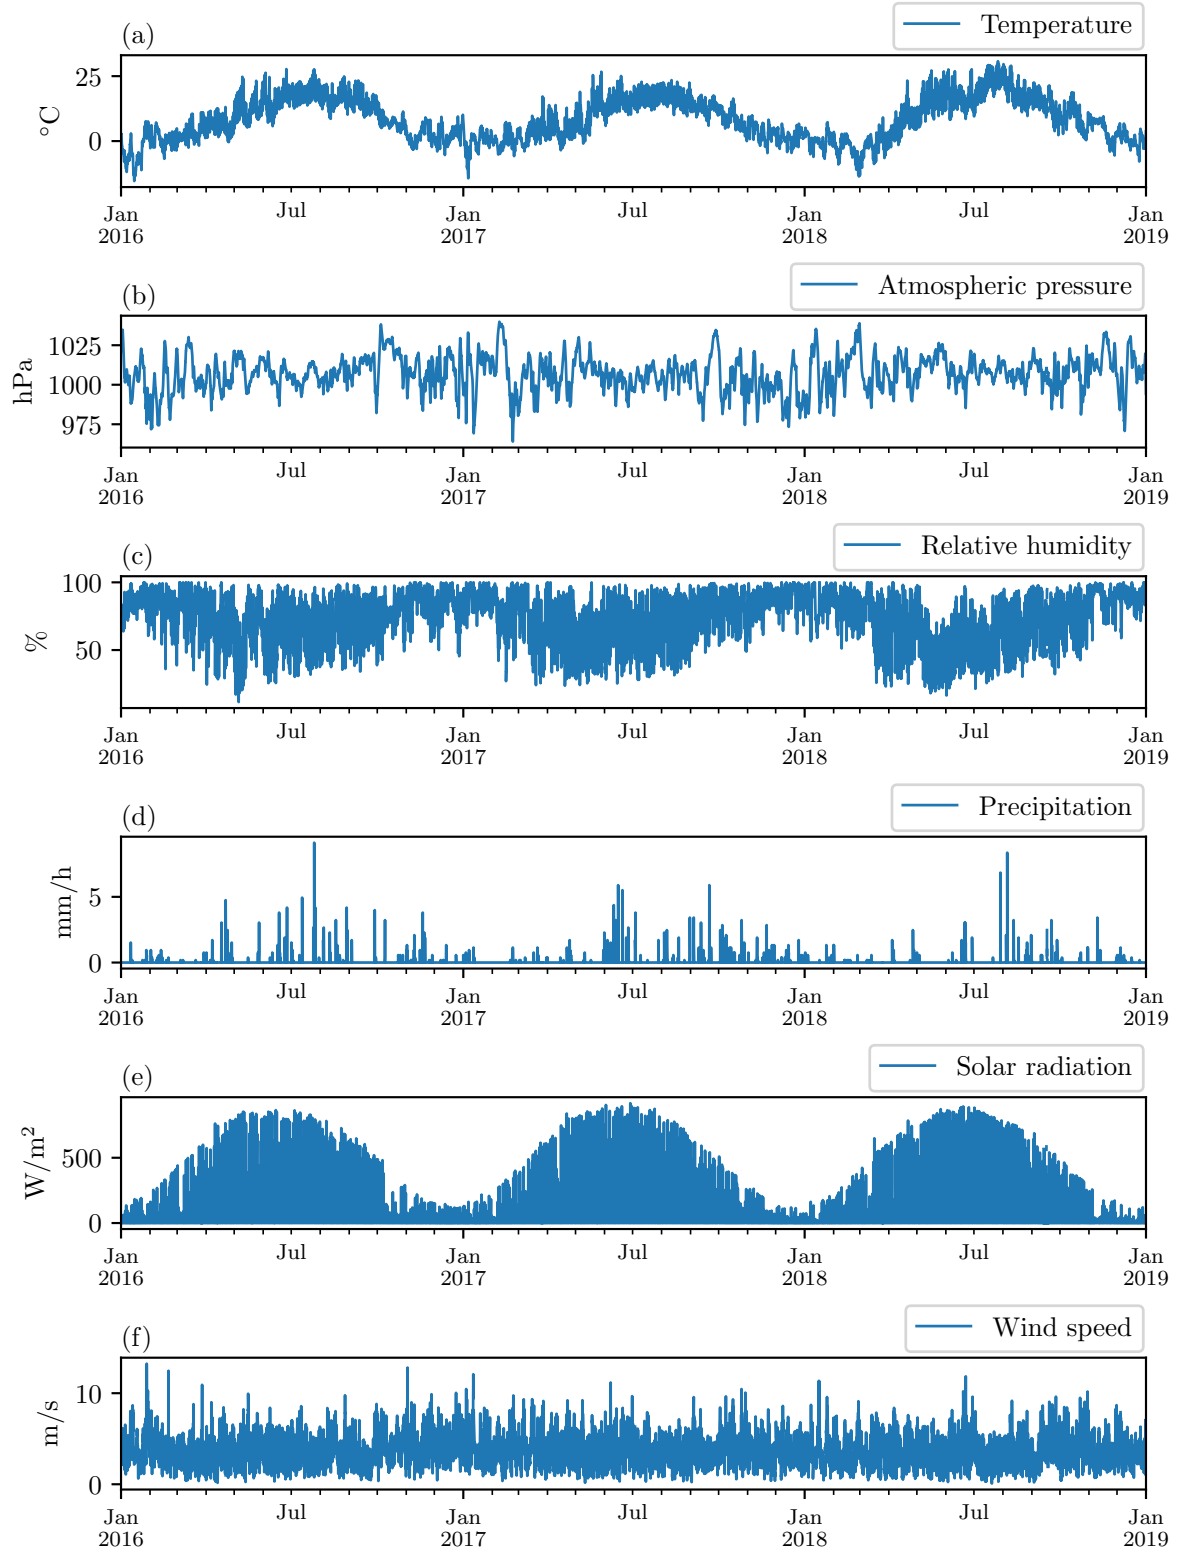 (a)
Temperature
25
0
°C
Jan Jul Jan Jul Jan Jul Jan
2016 2017 2018 2019
(b)
Atmospheric pressure
1025
1000
975
hPa
Jan Jul Jan Jul Jan Jul Jan
2016 2017 2018 2019
(c)
Relative humidity
100
50
%
Jan Jul Jan Jul Jan Jul Jan
2016 2017 2018 2019
(d)
Precipitation
5
0
mm/h
Jan Jul Jan Jul Jan Jul Jan
2016 2017 2018 2019
(e)
Solar radiation
500
0
W/m²
Jan Jul Jan Jul Jan Jul Jan
2016 2017 2018 2019
(f)
Wind speed
10
0
m/s
Jan Jul Jan Jul Jan Jul Jan
2016 2017 2018 2019